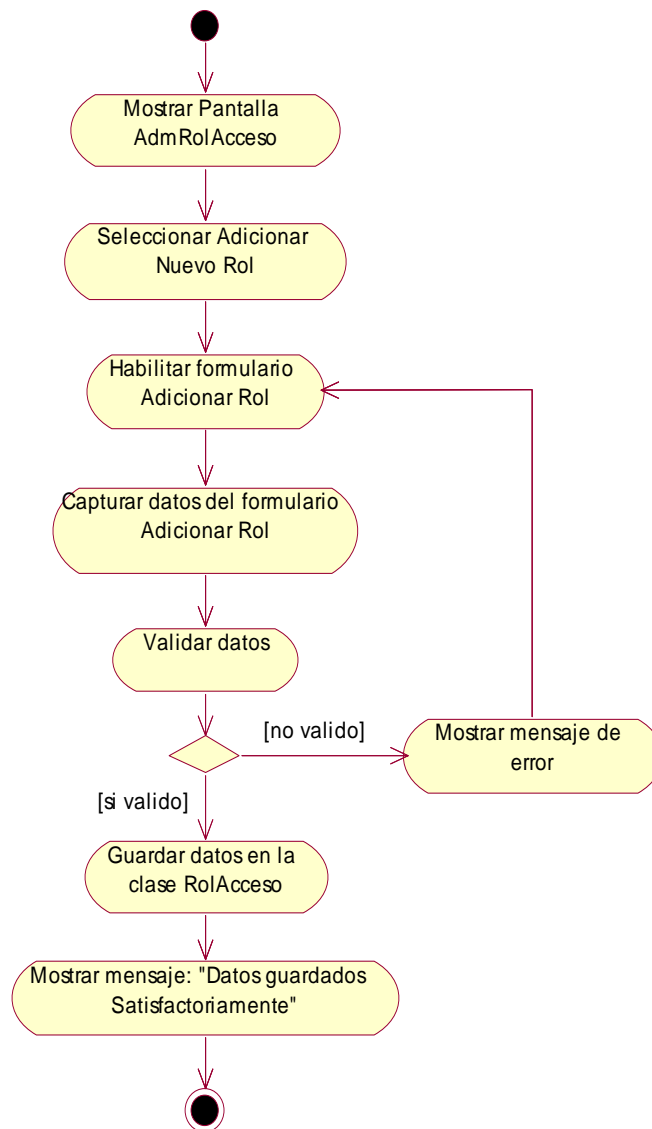 Mostrar Pantalla
AdmRolAcceso
Seleccionar Adicionar
Nuevo Rol
Habilitar formulario
Adicionar Rol
Capturar datos del formulario
Adicionar Rol
Validar datos
[no valido]
Mostrar mensaje de
error
[si valido]
Guardar datos en la
clase RolAcceso
Mostrar mensaje: "Datos guardados
Satisfactoriamente"